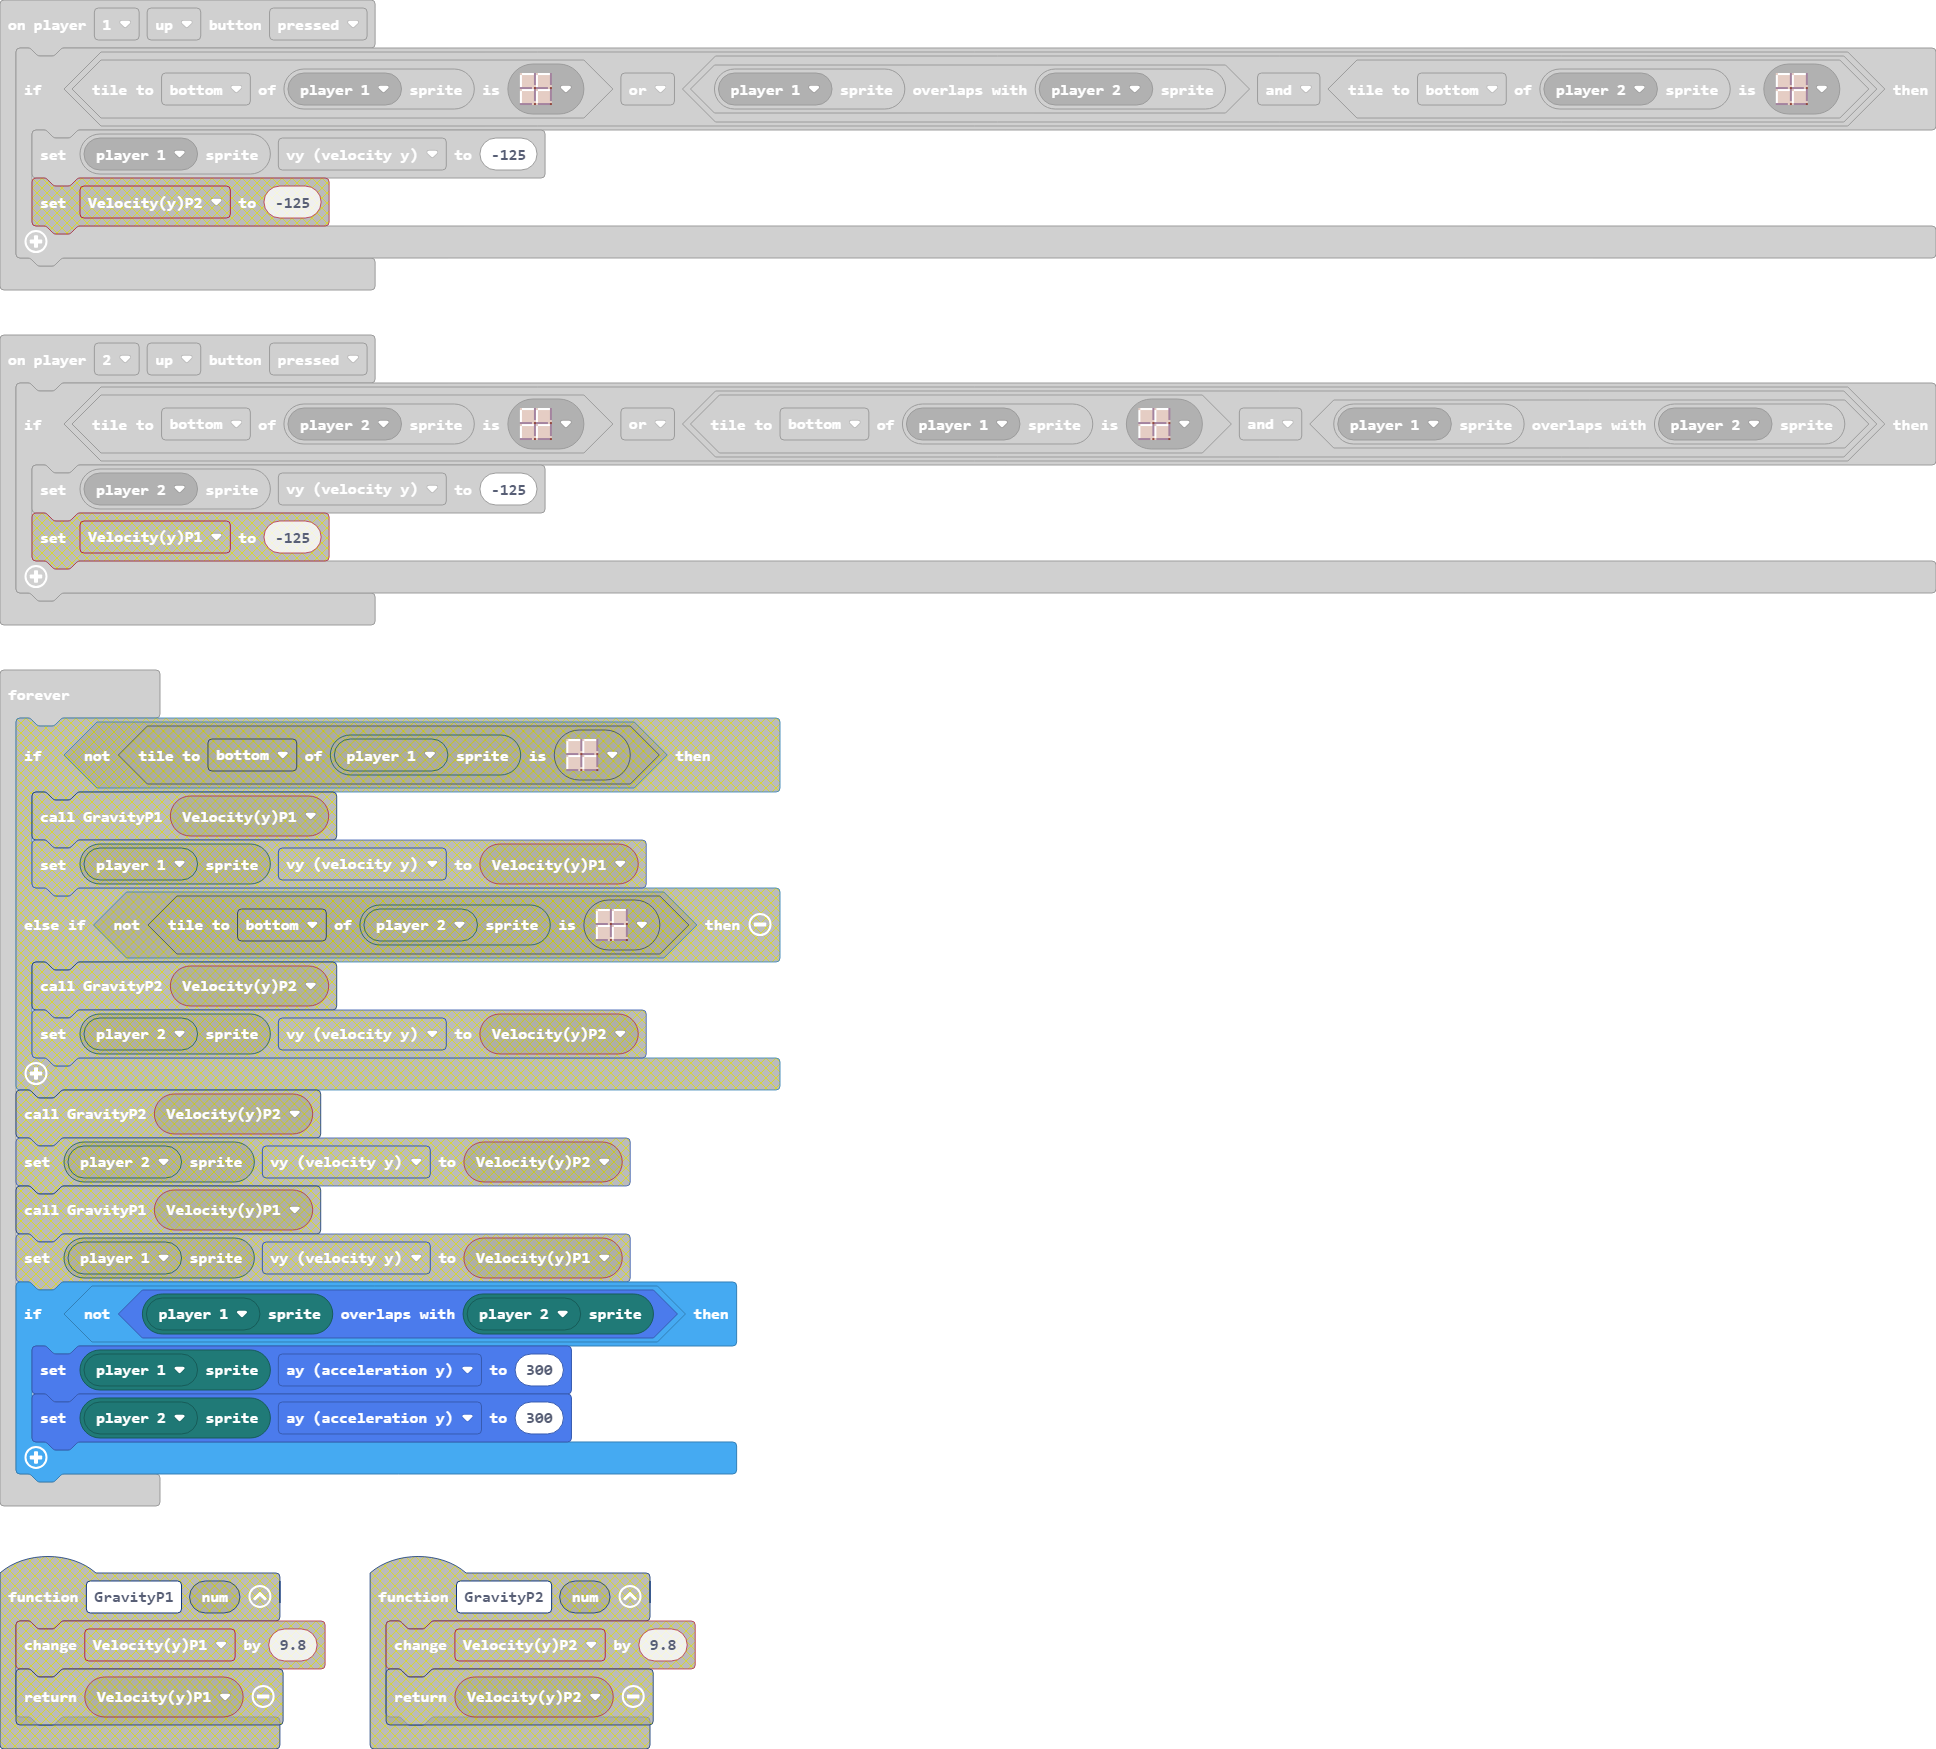 on player 1 up button pressed
if tile to bottom of player 1 sprite is or player 1 sprite overlaps with player 2 sprite and tile to bottom of player 2 sprite is then
set player 1 sprite vy (velocity y) to -125
set Velocity(y)P2 to -125
on player 2 up button pressed
if tile to bottom of player 2 sprite is or tile to bottom of player 1 sprite is and player 1 sprite overlaps with player 2 sprite then
set player 2 sprite vy (velocity y) to -125
set Velocity(y)P1 to -125
forever
if not tile to bottom of player 1 sprite is then
call GravityP1 Velocity(y)P1
set player 1 sprite vy (velocity y) to Velocity(y)P1
else if not tile to bottom of player 2 sprite is then
call GravityP2 Velocity(y)P2
set player 2 sprite vy (velocity y) to Velocity(y)P2
call GravityP2 Velocity(y)P2
set player 2 sprite vy (velocity y) to Velocity(y)P2
call GravityP1 Velocity(y)P1
set player 1 sprite vy (velocity y) to Velocity(y)P1
if not player 1 sprite overlaps with player 2 sprite then
set player 1 sprite ay (acceleration y) to 300
set player 2 sprite ay (acceleration y) to 300
function GravityP1 num
change Velocity(y)P1 by 9.8
return Velocity(y)P1
function GravityP2 num
change Velocity(y)P2 by 9.8
return Velocity(y)P2